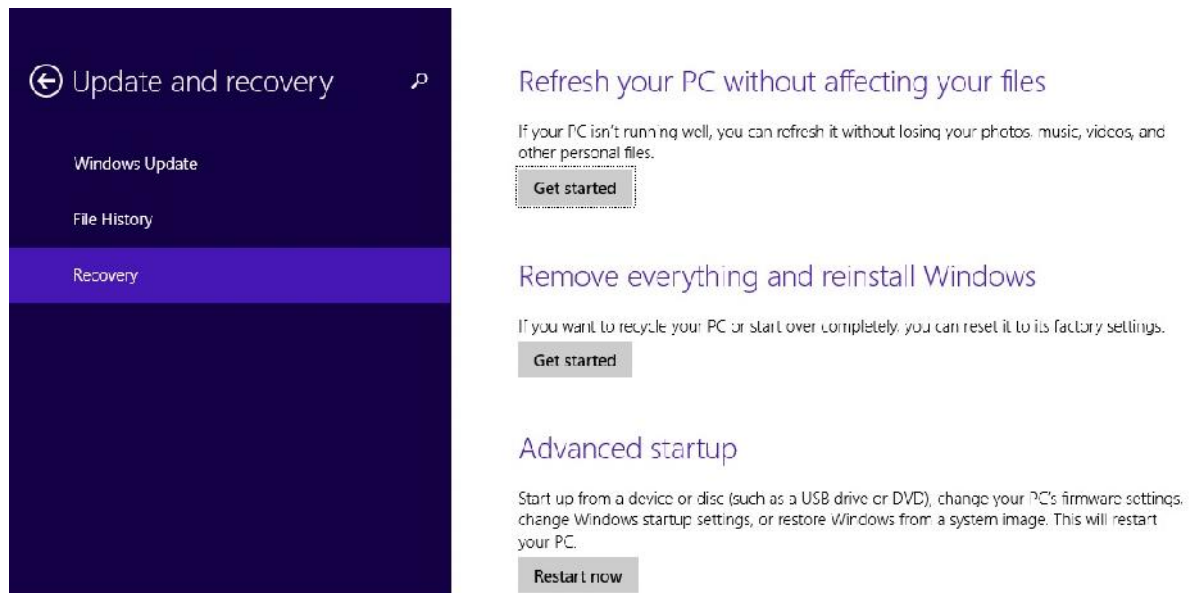 Update and recovery
Windows Update
File History
Recovery
Refresh your PC without affecting your files
If your PC isn't running well, you can refresh it without losing your photos, music, videos, and
other personal files.
Get started
Remove everything and reinstall Windows
If you want to recycle your PC or start over completely, you can reset it to its factory settings.
Get started
Advanced startup
Start up from a device or disc (such as a USB drive or DVD), change your PC's firmware settings,
change Windows startup settings, or restore Windows from a system image. This will restart
your PC.
Restart now